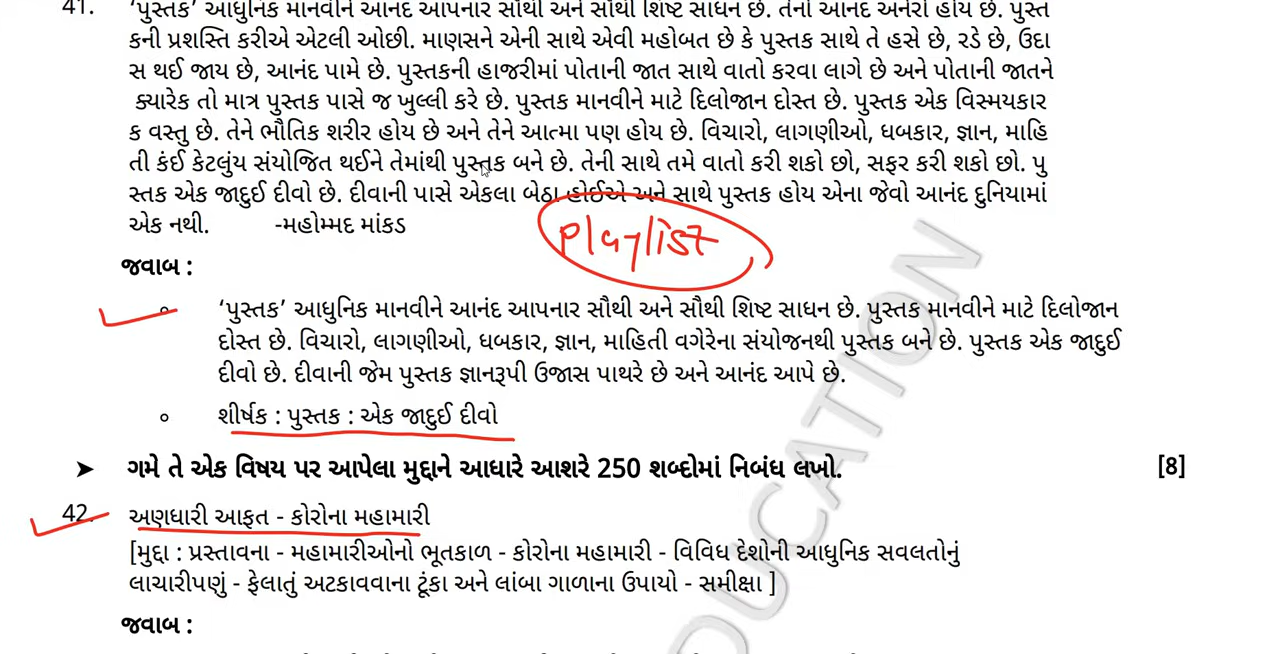 41. ‘પુસ્તક’ આધુનિક માનવીને આનંદ આપનાર સૌથી અને સૌથી શિષ્ટ સાધન છે. તેનો આનંદ અનેરો હોય છે. પુસ્ત
કની પ્રશસ્તિ કરીએ એટલી ઓછી. માણસને એની સાથે એવી મહોબત છે કે પુસ્તક સાથે તે હસે છે, રડે છે, ઉદા
સ થઈ જાય છે, આનંદ પામે છે. પુસ્તકની હાજરીમાં પોતાની જાત સાથે વાતો કરવા લાગે છે અને પોતાની જાતને
ક્યારેક તો માત્ર પુસ્તક પાસે જ ખુલ્લી કરે છે. પુસ્તક માનવીને માટે દિલોજાન દોસ્ત છે. પુસ્તક એક વિસ્મયકાર
ક વસ્તુ છે. તેને ભૌતિક શરીર હોય છે અને તેને આત્મા પણ હોય છે. વિચારો, લાગણીઓ, ધબકાર, જ્ઞાન, માહિ
તી કંઈ કેટલુંય સંયોજિત થઈને તેમાંથી પુસ્તક બને છે. તેની સાથે તમે વાતો કરી શકો છો, સફર કરી શકો છો. પુ
સ્તક એક જાદુઈ દીવો છે. દીવાની પાસે એકલા બેઠા હોઈએ અને સાથે પુસ્તક હોય એના જેવો આનંદ દુનિયામાં
એક નથી. -મહોમ્મદ માંકડ
playlist
જવાબ :
‘પુસ્તક’ આધુનિક માનવીને આનંદ આપનાર સૌથી અને સૌથી શિષ્ટ સાધન છે. પુસ્તક માનવીને માટે દિલોજાન
દોસ્ત છે. વિચારો, લાગણીઓ, ધબકાર, જ્ઞાન, માહિતી વગેરેના સંયોજનથી પુસ્તક બને છે. પુસ્તક એક જાદુઈ
દીવો છે. દીવાની જેમ પુસ્તક જ્ઞાનરૂપી ઉજાસ પાથરે છે અને આનંદ આપે છે.
શીર્ષક : પુસ્તક : એક જાદુઈ દીવો
➤ ગમે તે એક વિષય પર આપેલા મુદ્દાને આધારે આશરે 250 શબ્દોમાં નિબંધ લખો. [8]
42. અણધારી આફત - કોરોના મહામારી
[મુદ્દા : પ્રસ્તાવના - મહામારીઓનો ભૂતકાળ - કોરોના મહામારી - વિવિધ દેશોની આધુનિક સવલતોનું
લાચારીપણું - ફેલાતું અટકાવવાના ટૂંકા અને લાંબા ગાળાના ઉપાયો - સમીક્ષા ]
જવાબ :